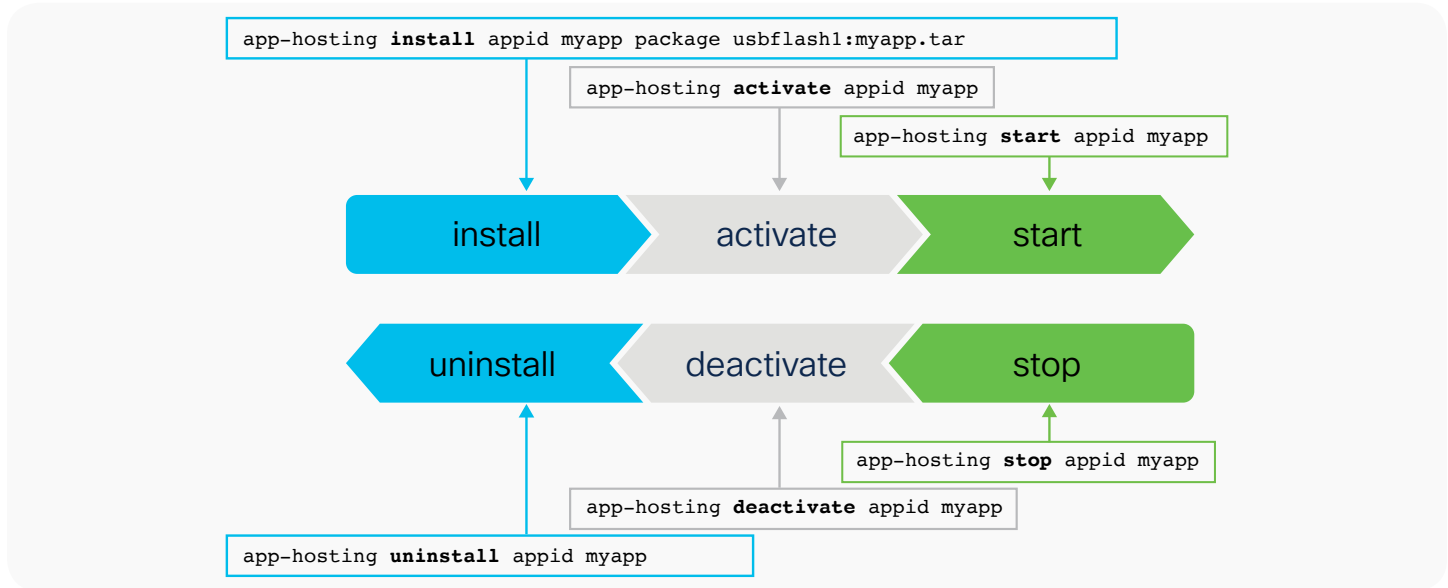 app-hosting install appid myapp package usbflash1:myapp.tar
app-hosting activate appid myapp
app-hosting start appid myapp
install
activate
start
uninstall
deactivate
stop
app-hosting stop appid myapp
app-hosting deactivate appid myapp
app-hosting uninstall appid myapp